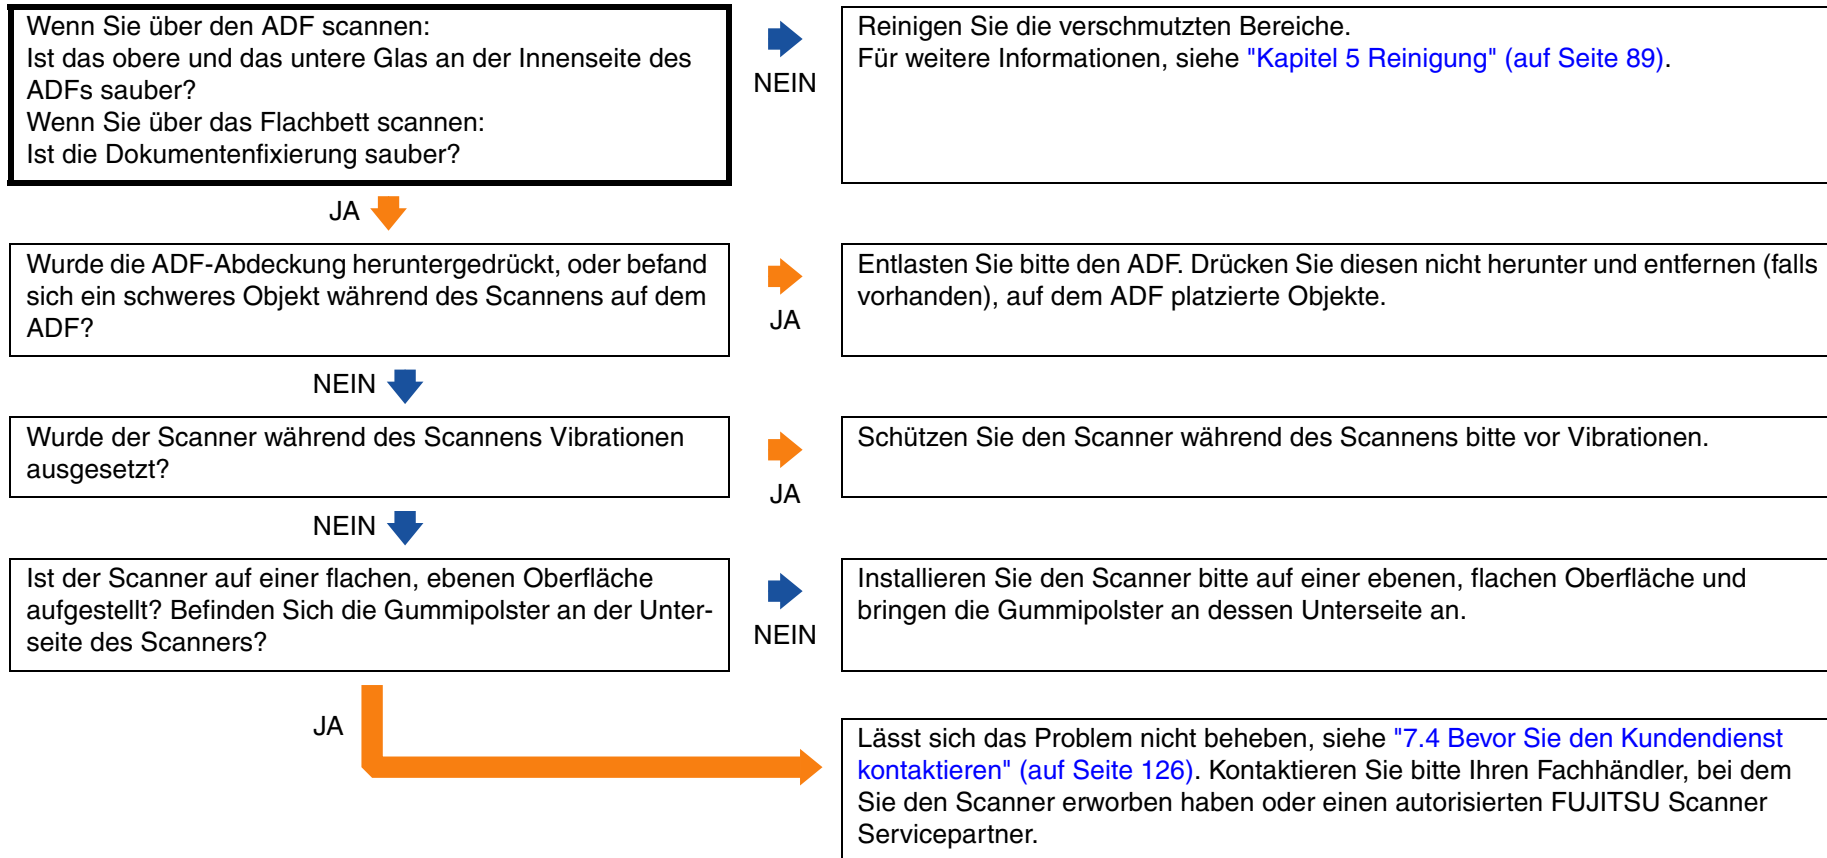 Wenn Sie über den ADF scannen:
Ist das obere und das untere Glas an der Innenseite des
ADFs sauber?
Wenn Sie über das Flachbett scannen:
Ist die Dokumentenfixierung sauber?
NEIN
Reinigen Sie die verschmutzten Bereiche.
Für weitere Informationen, siehe "Kapitel 5 Reinigung" (auf Seite 89).
JA
Wurde die ADF-Abdeckung heruntergedrückt, oder befand
sich ein schweres Objekt während des Scannens auf dem
ADF?
JA
Entlasten Sie bitte den ADF. Drücken Sie diesen nicht herunter und entfernen (falls
vorhanden), auf dem ADF platzierte Objekte.
NEIN
Wurde der Scanner während des Scannens Vibrationen
ausgesetzt?
JA
Schützen Sie den Scanner während des Scannens bitte vor Vibrationen.
NEIN
Ist der Scanner auf einer flachen, ebenen Oberfläche
aufgestellt? Befinden Sich die Gummipolster an der Unter-
seite des Scanners?
NEIN
Installieren Sie den Scanner bitte auf einer ebenen, flachen Oberfläche und
bringen die Gummipolster an dessen Unterseite an.
JA
Lässt sich das Problem nicht beheben, siehe "7.4 Bevor Sie den Kundendienst
kontaktieren" (auf Seite 126). Kontaktieren Sie bitte Ihren Fachhändler, bei dem
Sie den Scanner erworben haben oder einen autorisierten FUJITSU Scanner
Servicepartner.